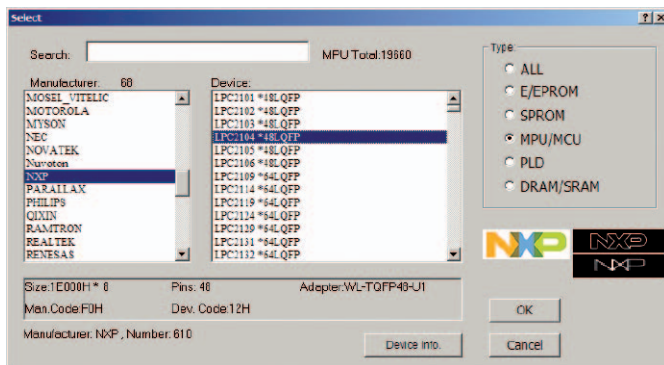 Select
Search:
MPU Total:19660
Manufacturer: 68
MOSEL_VITELIC
MOTOROLA
MYSON
NEC
NOVATEK
Nuvoton
NXP
PARALLAX
PHILIPS
QIXIN
RAMTRON
REALTEK
RENESAS
Device:
LPC2101 *48LQFP
LPC2102 *48LQFP
LPC2103 *48LQFP
LPC2104 *48LQFP
LPC2105 *48LQFP
LPC2106 *48LQFP
LPC2109 *64LQFP
LPC2114 *64LQFP
LPC2119 *64LQFP
LPC2124 *64LQFP
LPC2129 *64LQFP
LPC2131 *64LQFP
LPC2132 *64LQFP
Type:
ALL
E/EPROM
SPROM
MPU/MCU
PLD
DRAM/SRAM
NXP
NXP
NXP
Size:1E000H * 8 Pins: 48 Adapter:WL-TQFP48-U1
Man.Code:F0H Dev. Code:12H
Manufacturer: NXP , Number: 610
Device Info.
OK
Cancel